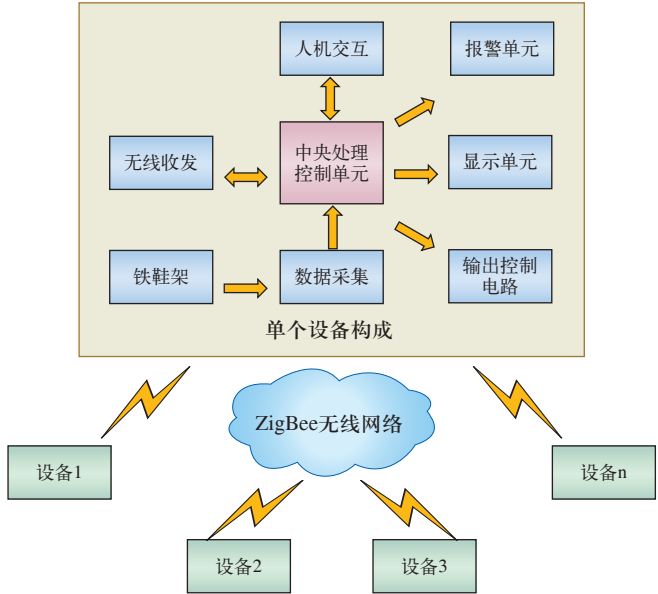 人机交互
报警单元
无线收发
中央处理
控制单元
显示单元
铁鞋架
数据采集
输出控制
电路
单个设备构成
ZigBee无线网络
设备1
设备n
设备2
设备3